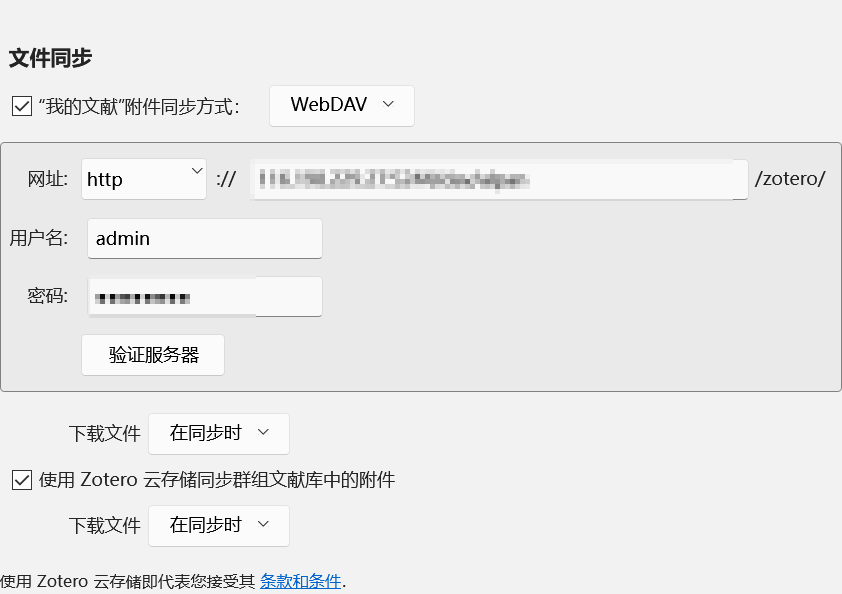 文件同步
“我的文献”附件同步方式: WebDAV
网址: http :// /zotero/
用户名: admin
密码:
验证服务器
下载文件 在同步时
使用 Zotero 云存储同步群组文献库中的附件
下载文件 在同步时
使用 Zotero 云存储即代表您接受其 条款和条件.